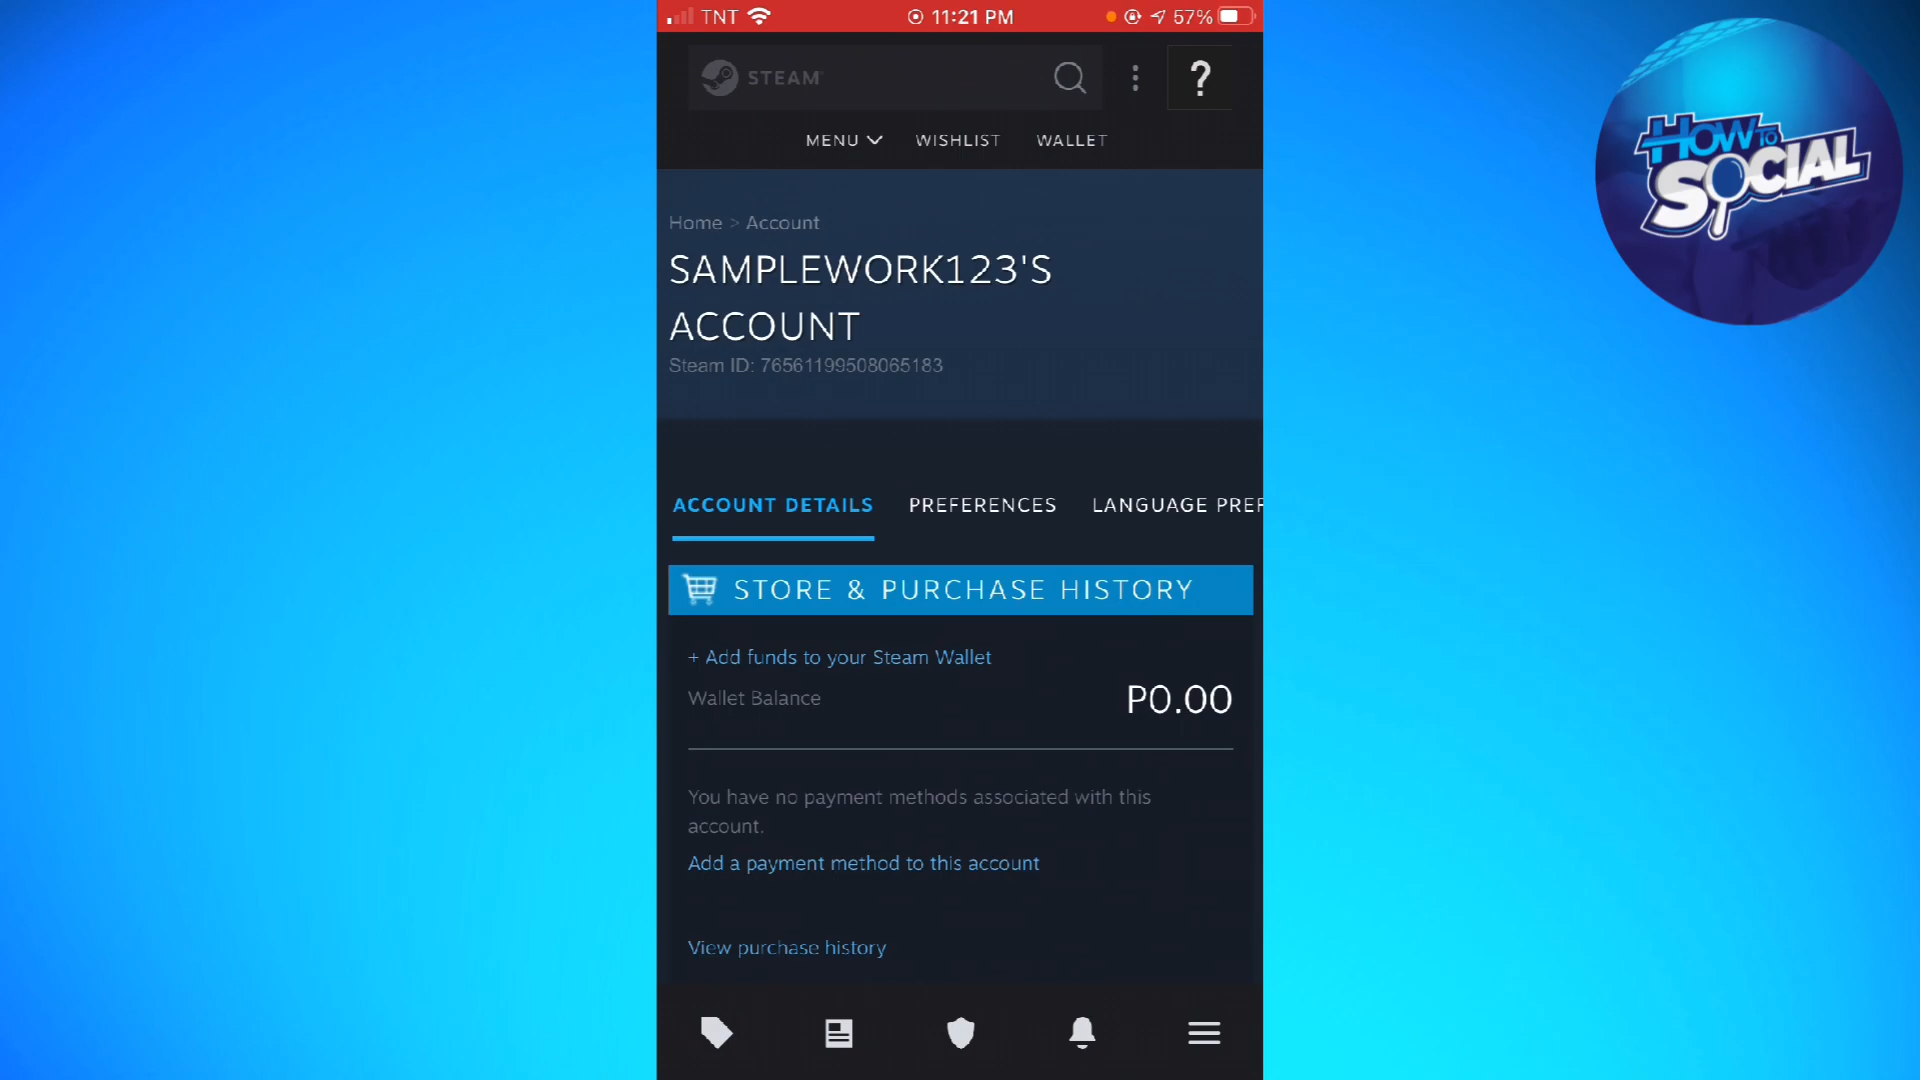 TNT 11:21 PM 57%
STEAM
?
MENU WISHLIST WALLET
HOW TO
SOCIAL
Home > Account
SAMPLEWORK123'S
ACCOUNT
Steam ID: 76561199508065183
ACCOUNT DETAILS PREFERENCES LANGUAGE PREF
STORE & PURCHASE HISTORY
+ Add funds to your Steam Wallet
Wallet Balance P0.00
You have no payment methods associated with this
account.
Add a payment method to this account
View purchase history